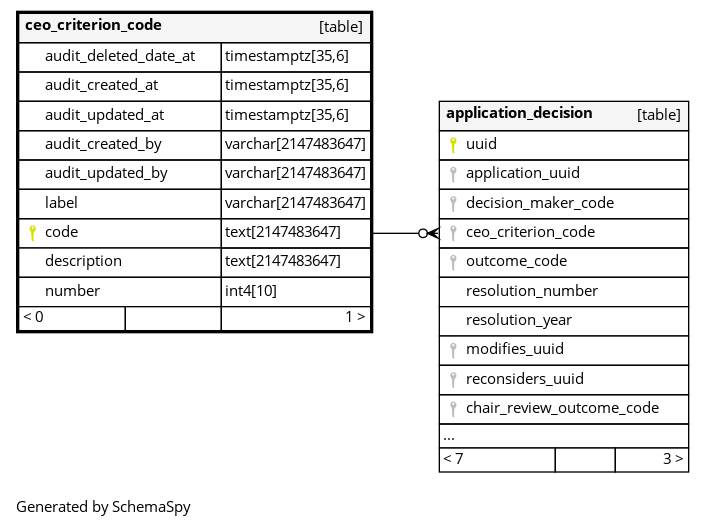 ceo_criterion_code [table]
audit_deleted_date_at timestamptz[35,6]
audit_created_at timestamptz[35,6]
audit_updated_at timestamptz[35,6]
audit_created_by varchar[2147483647]
audit_updated_by varchar[2147483647]
label varchar[2147483647]
code text[2147483647]
description text[2147483647]
number int4[10]
< 0 1 >
application_decision [table]
uuid
application_uuid
decision_maker_code
ceo_criterion_code
outcome_code
resolution_number
resolution_year
modifies_uuid
reconsiders_uuid
chair_review_outcome_code
...
< 7 3 >
Generated by SchemaSpy